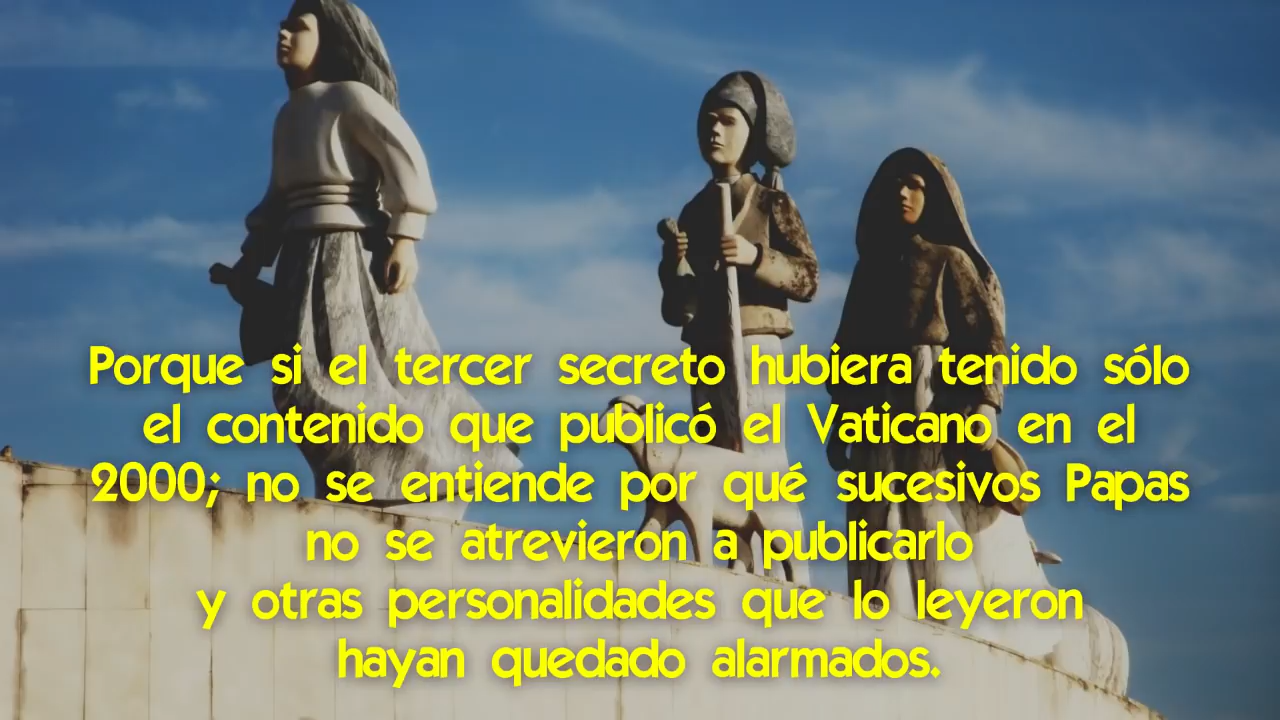 Porque si el tercer secreto hubiera tenido sólo
el contenido que publicó el Vaticano en el
2000; no se entiende por qué sucesivos Papas
no se atrevieron a publicarlo
y otras personalidades que lo leyeron
hayan quedado alarmados.